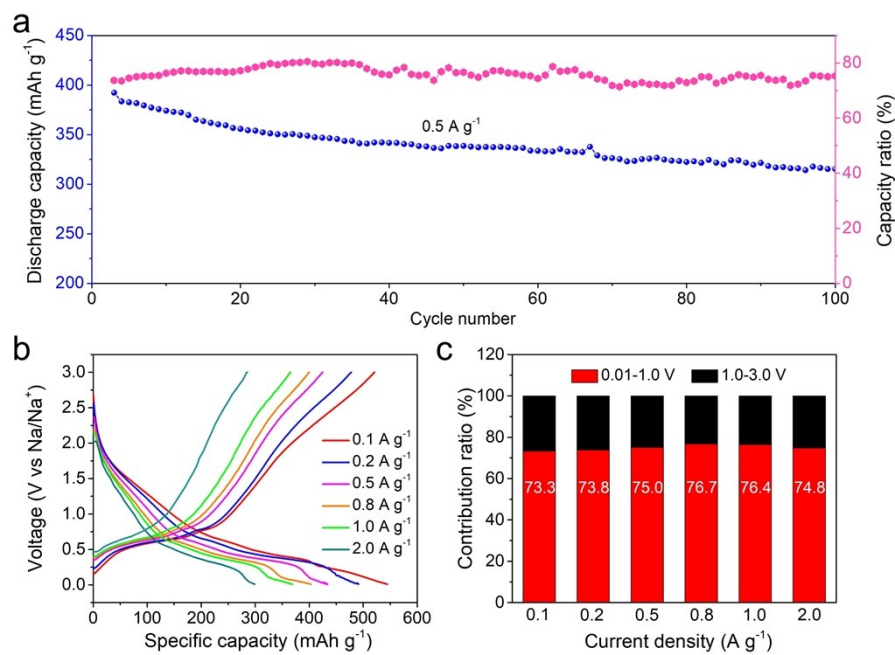 a
450
400
350
300
250
200
Discharge capacity (mAh g⁻¹)
0.5 A g⁻¹
80
60
40
20
0
Capacity ratio (%)
0 20 40 60 80 100
Cycle number
b
3.0
2.5
2.0
1.5
1.0
0.5
0.0
Voltage (V vs Na/Na⁺)
0.1 A g⁻¹
0.2 A g⁻¹
0.5 A g⁻¹
0.8 A g⁻¹
1.0 A g⁻¹
2.0 A g⁻¹
0 100 200 300 400 500 600
Specific capacity (mAh g⁻¹)
c
120
100
80
60
40
20
0
Contribution ratio (%)
0.01-1.0 V 1.0-3.0 V
73.3 73.8 75.0 76.7 76.4 74.8
0.1 0.2 0.5 0.8 1.0 2.0
Current density (A g⁻¹)